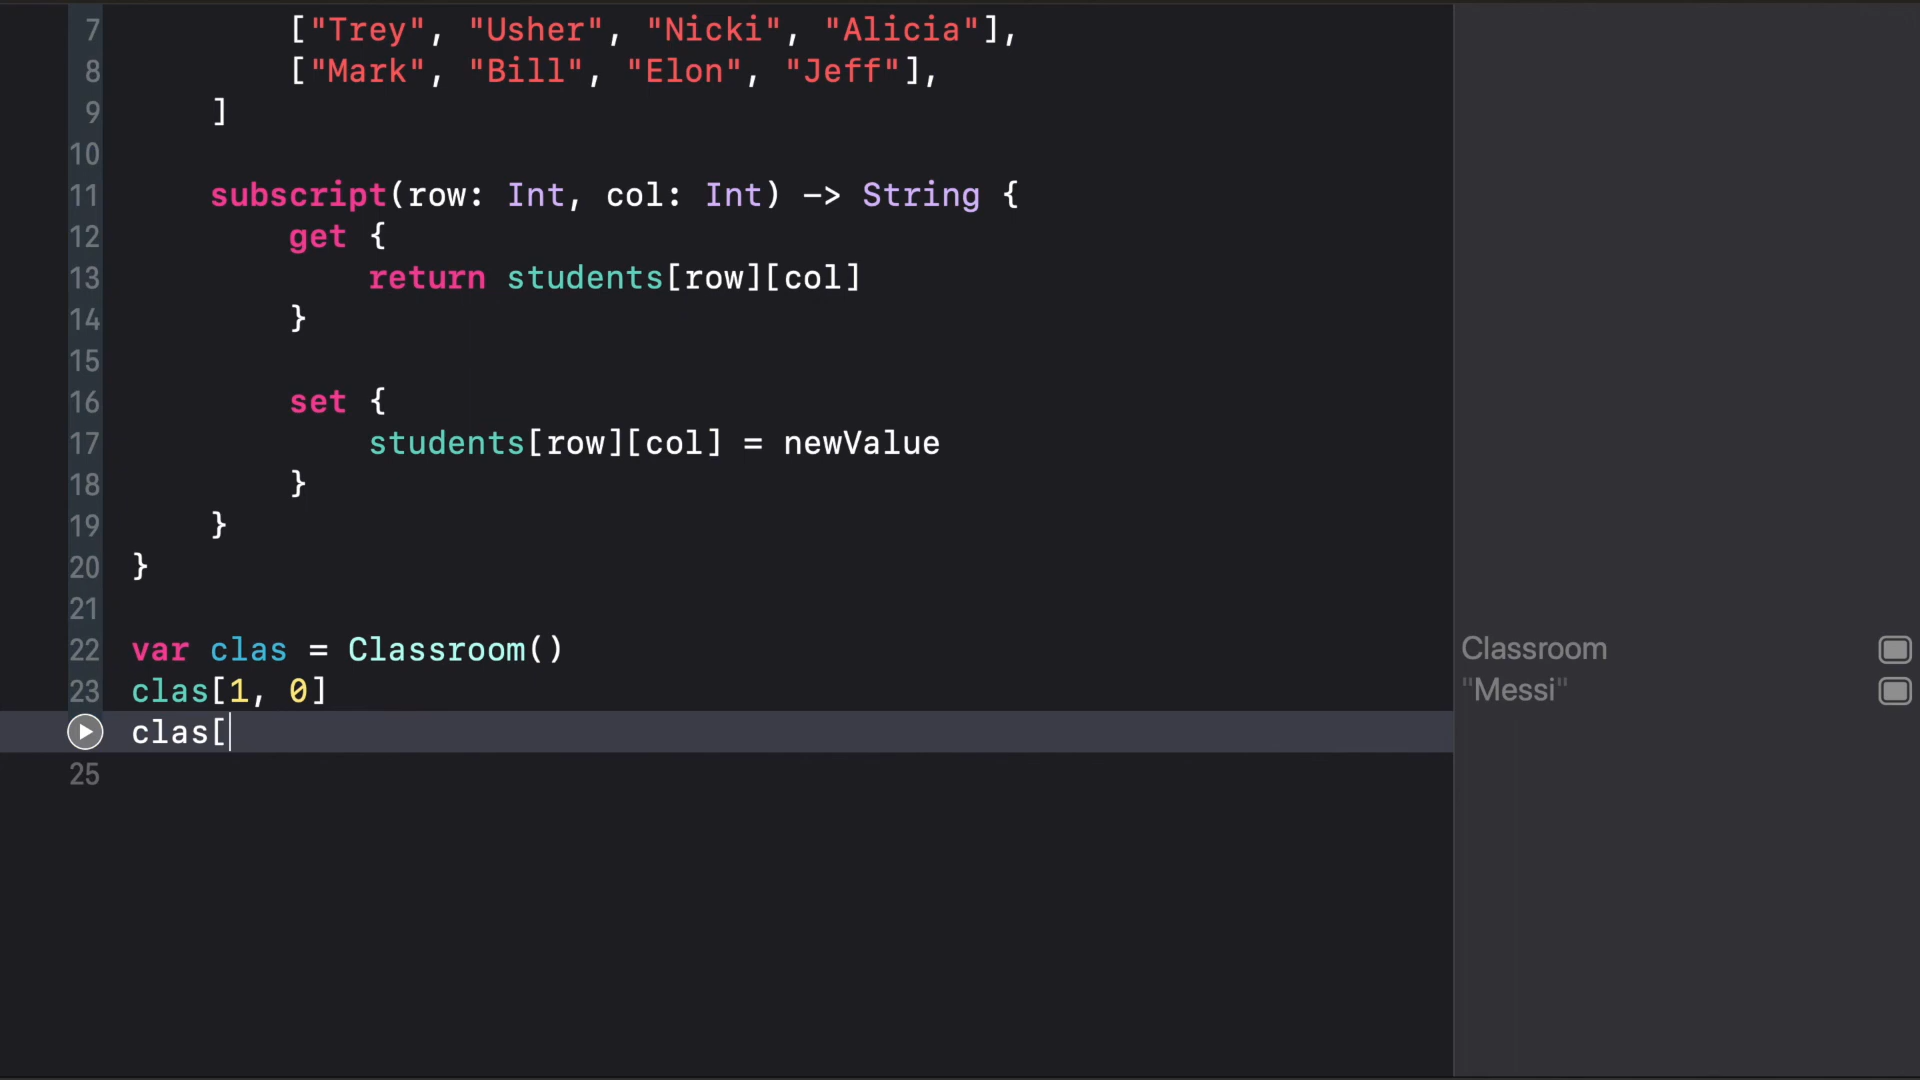 7 ["Trey", "Usher", "Nicki", "Alicia"],
8 ["Mark", "Bill", "Elon", "Jeff"],
9 ]
10
11 subscript(row: Int, col: Int) -> String {
12 get {
13 return students[row][col]
14 }
15
16 set {
17 students[row][col] = newValue
18 }
19 }
20 }
21
22 var clas = Classroom() Classroom
23 clas[1, 0] "Messi"
clas[
25